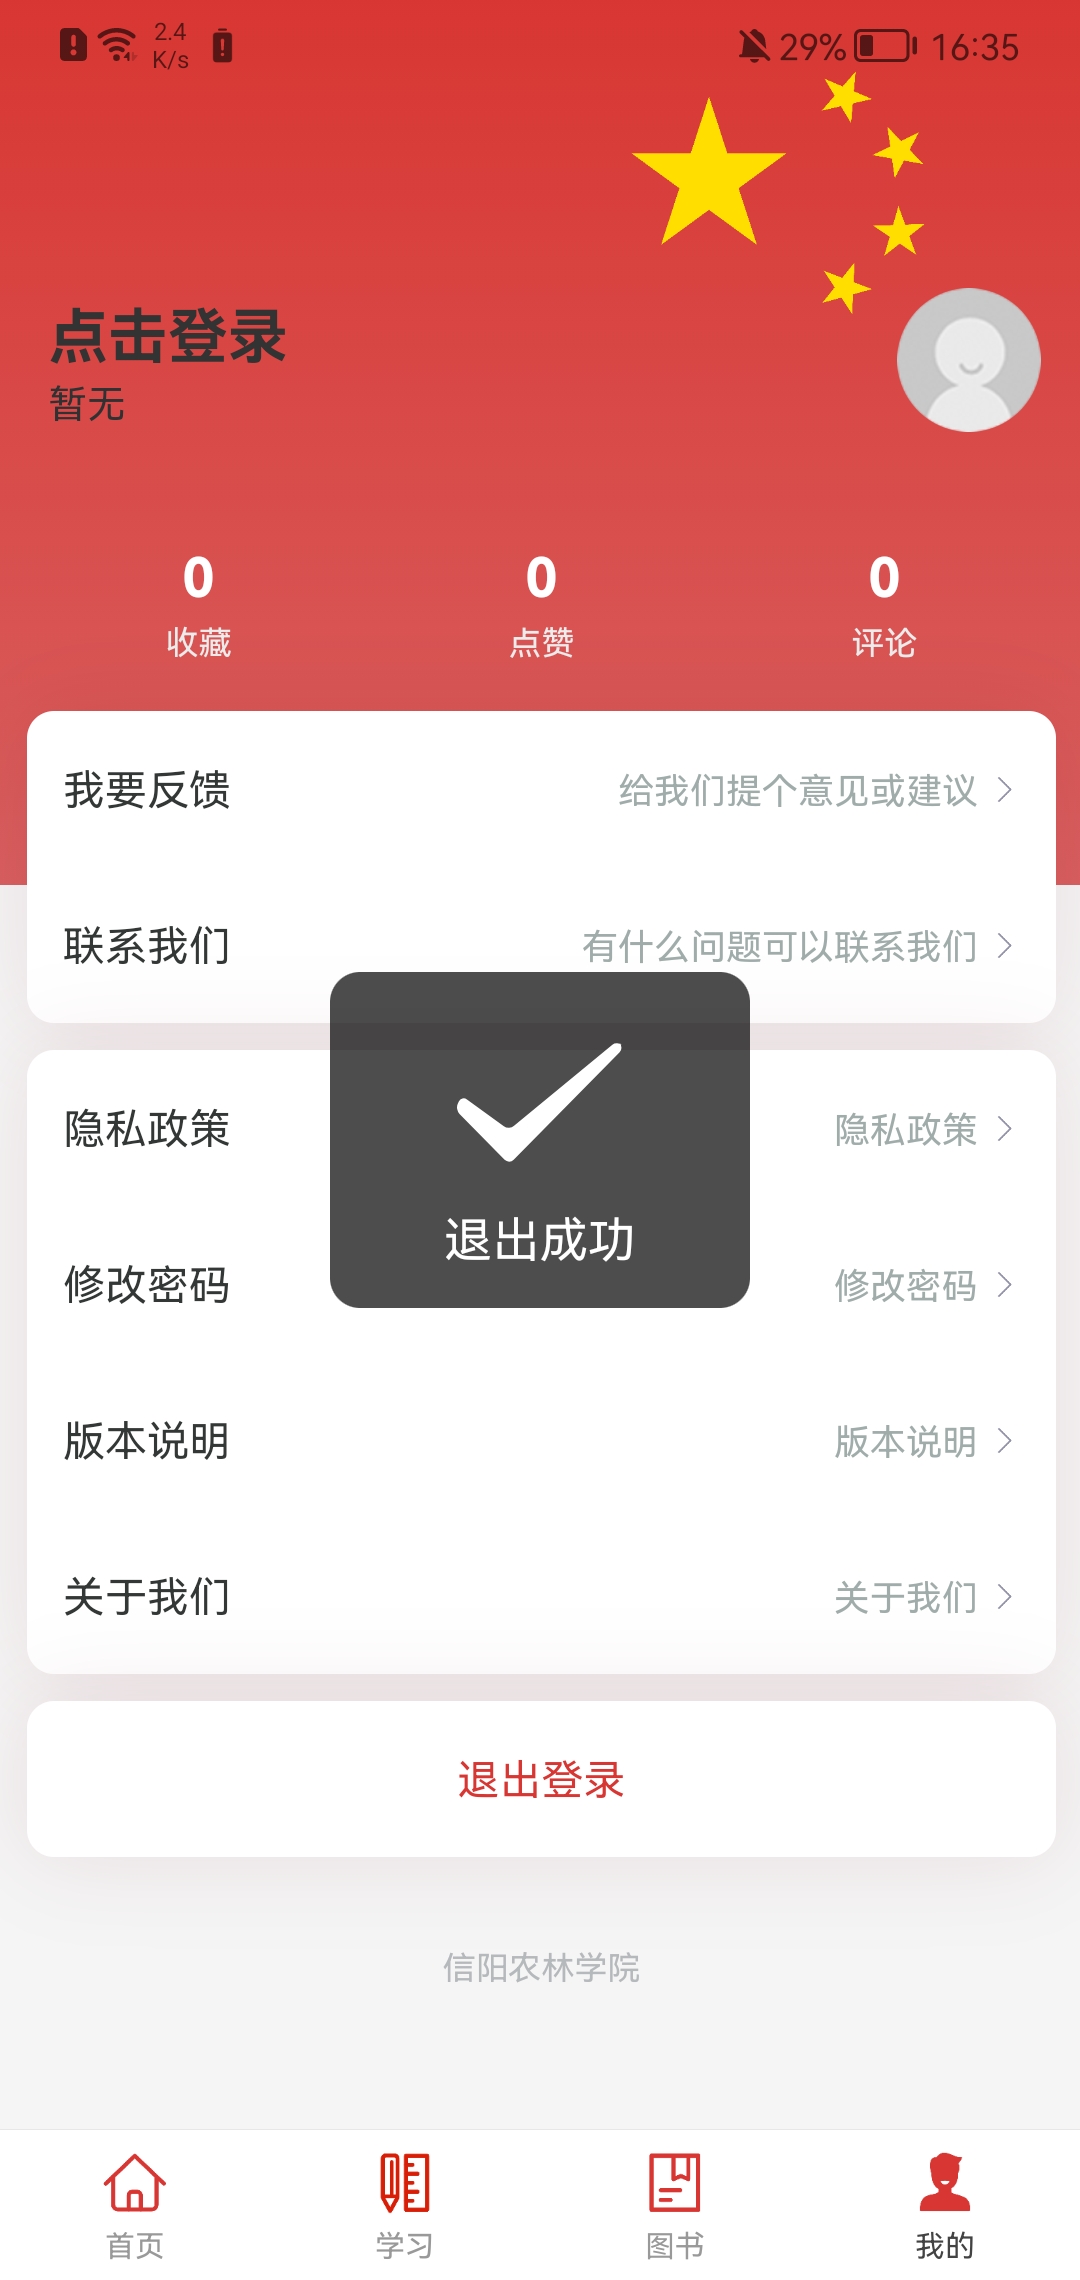 2.4
K/s
29%
16:35
点击登录
暂无
0
0
0
收藏
点赞
评论
我要反馈
给我们提个意见或建议
联系我们
有什么问题可以联系我们
隐私政策
隐私政策
退出成功
修改密码
修改密码
版本说明
版本说明
关于我们
关于我们
退出登录
信阳农林学院
首页
学习
图书
我的